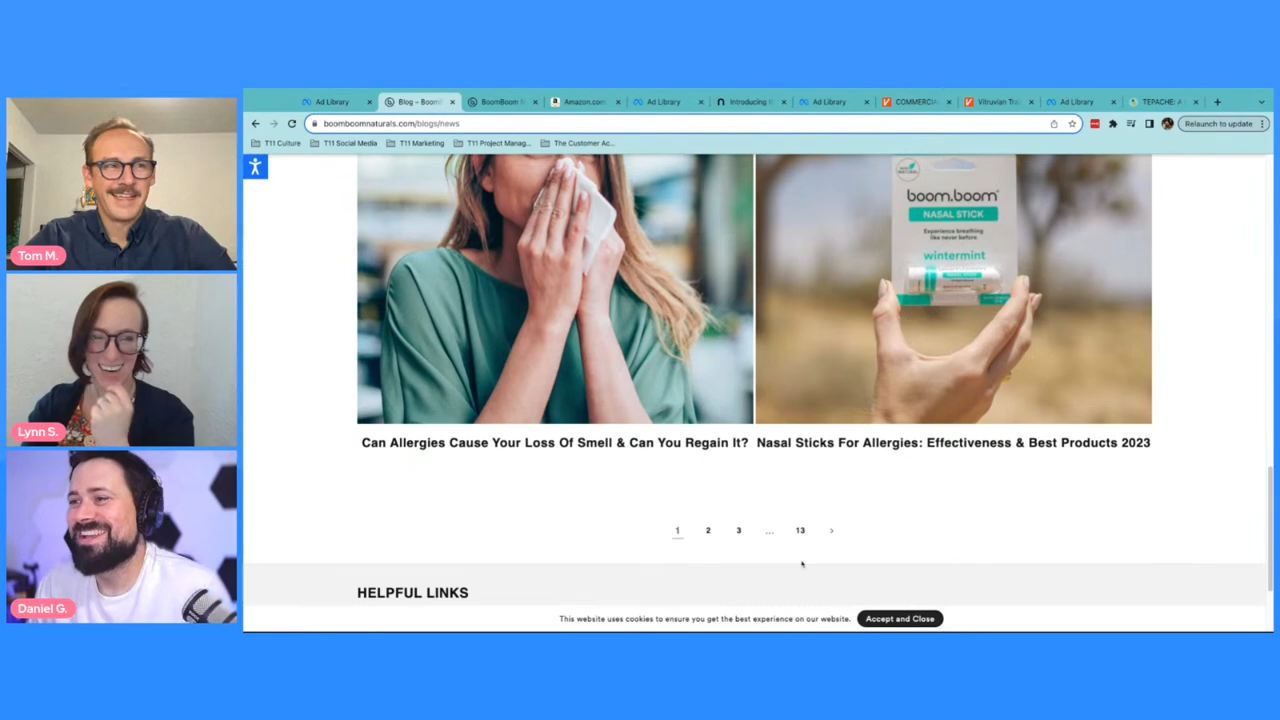 Tom M.
Lynn S.
Daniel G.
Ad Library
Blog – Boom
BoomBoom
Amazon.com
Ad Library
Introducing
Ad Library
COMMERCIA
Vitruvian Tra
Ad Library
TEPACHE: A
boomboomnaturals.com/blogs/news
Relaunch to update
T11 Culture
T11 Social Media
T11 Marketing
T11 Project Manag...
The Customer Ac...
boom.boom
NASAL STICK
Experience breathing
like never before.
wintermint
Can Allergies Cause Your Loss Of Smell & Can You Regain It?
Nasal Sticks For Allergies: Effectiveness & Best Products 2023
1 2 3 ... 13 >
HELPFUL LINKS
This website uses cookies to ensure you get the best experience on our website.
Accept and Close